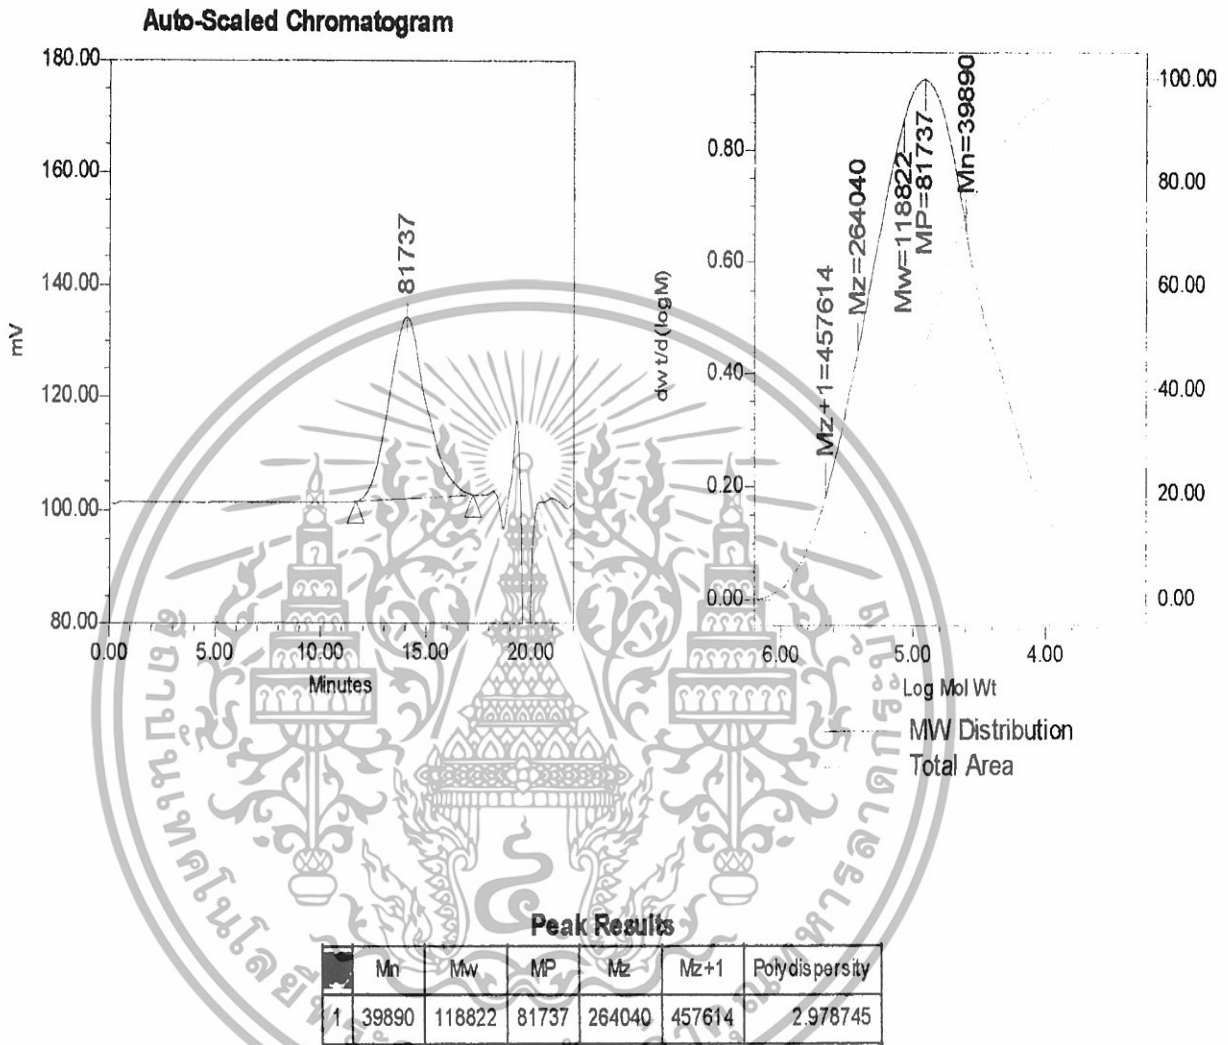 Auto-Scaled Chromatogram
180.00
160.00
140.00
120.00
100.00
80.00
mV
81737
0.00
5.00
10.00
15.00
20.00
Minutes
0.80
0.60
0.40
0.20
0.00
dw t/d(logM)
Mz+1=457614
Mz=264040
Mw=118822
MP=81737
Mn=39890
100.00
80.00
60.00
40.00
20.00
0.00
6.00
5.00
4.00
Log Mol Wt
MW Distribution
Total Area
Peak Results
Mn Mw MP Mz Mz+1 Polydispersity
1 39890 118822 81737 264040 457614 2.978745